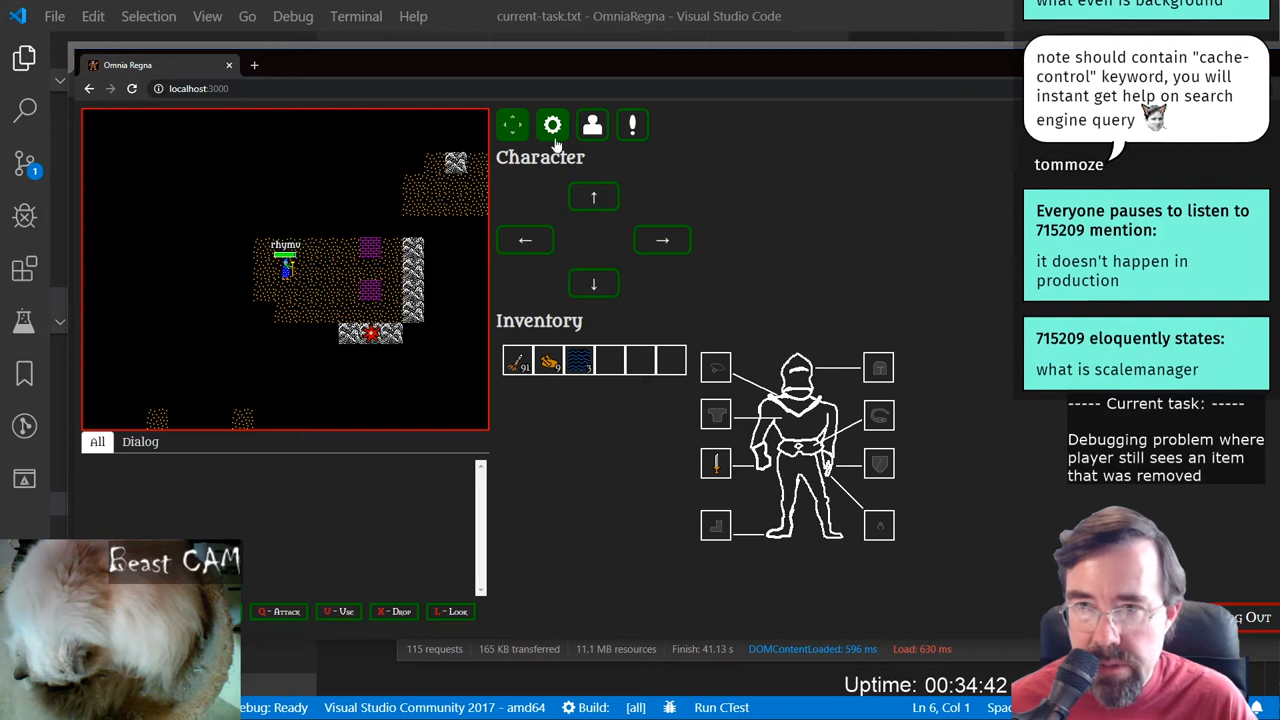 File Edit Selection View Go Debug Terminal Help
current-task.txt - OmniaRegna - Visual Studio Code
Omnia Regna
localhost:3000
Character
rhymu
Inventory
91
9
3
All Dialog
Q - Attack
U - Use
X - Drop
L - Look
115 requests 165 KB transferred 11.1 MB resources Finish: 41.13 s DOMContentLoaded: 596 ms Load: 630 ms
Uptime: 00:34:42
Visual Studio Community 2017 - amd64
Build: [all]
Run CTest
Ln 6, Col 1
what even is background
note should contain "cache-
control" keyword, you will
instant get help on search
engine query
tommoze
Everyone pauses to listen to
715209 mention:
it doesn't happen in
production
715209 eloquently states:
what is scalemanager
----- Current task: -----
Debugging problem where
player still sees an item
that was removed
Beast CAM
1
Out